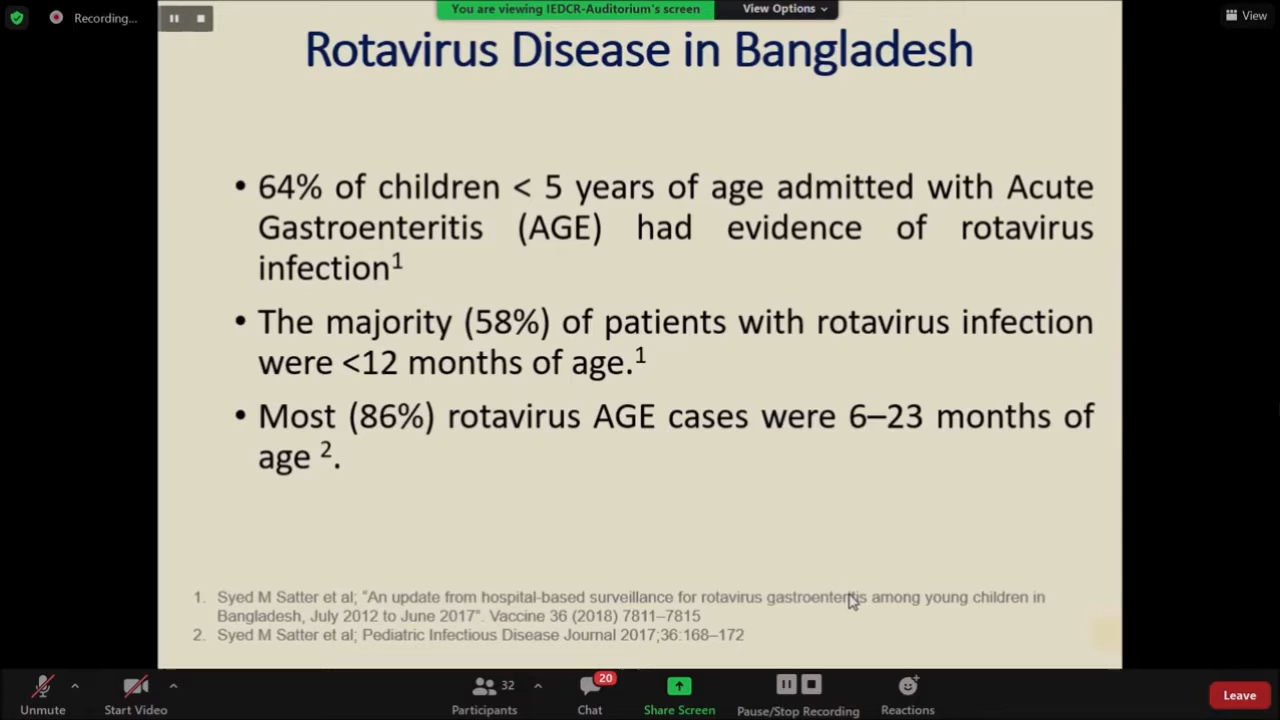 Recording...
You are viewing IEDCR-Auditorium's screen
View Options
View
Rotavirus Disease in Bangladesh
• 64% of children < 5 years of age admitted with Acute
Gastroenteritis (AGE) had evidence of rotavirus
infection¹
• The majority (58%) of patients with rotavirus infection
were <12 months of age.¹
• Most (86%) rotavirus AGE cases were 6–23 months of
age ².
1. Syed M Satter et al; “An update from hospital-based surveillance for rotavirus gastroenteritis among young children in
Bangladesh, July 2012 to June 2017”. Vaccine 36 (2018) 7811–7815
2. Syed M Satter et al; Pediatric Infectious Disease Journal 2017;36:168–172
Unmute
Start Video
32
Participants
20
Chat
Share Screen
Pause/Stop Recording
Reactions
Leave